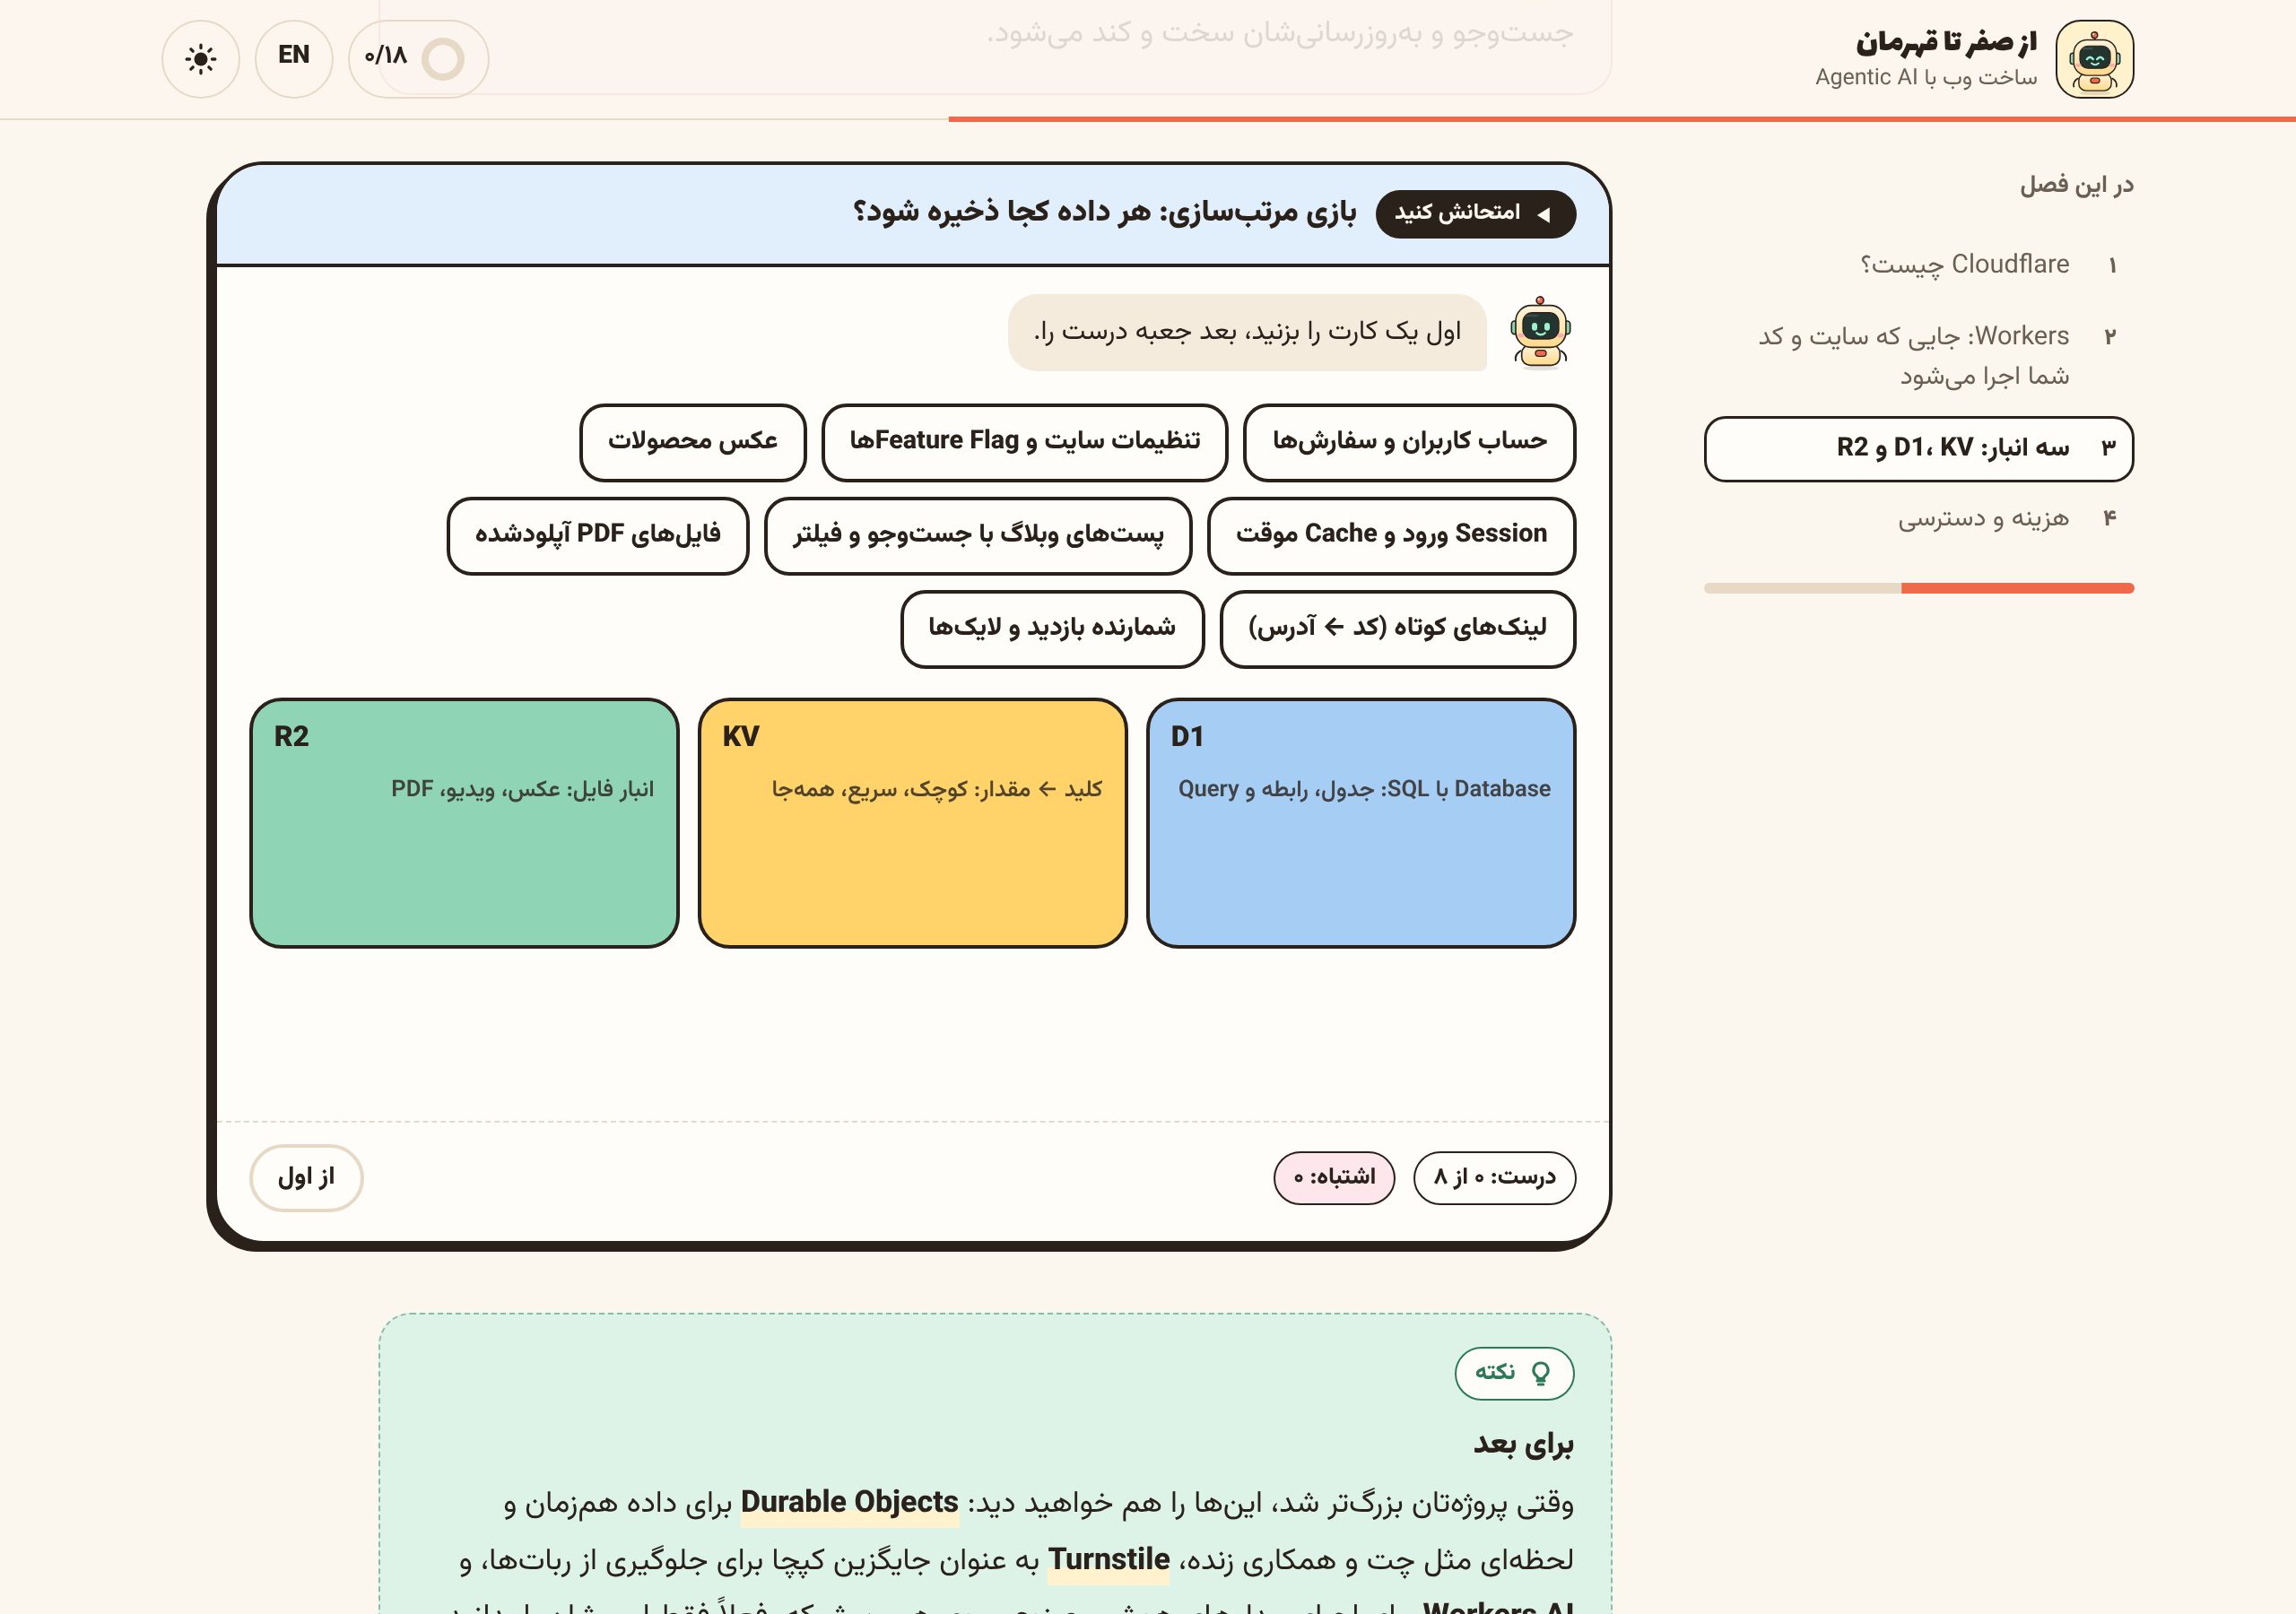 از صفر تا قهرمان
ساخت وب با Agentic AI
۰/۱۸
EN
جست‌وجو و به‌روزرسانی‌شان سخت و کند می‌شود.
در این فصل
۱ Cloudflare چیست؟
۲ Workers: جایی که سایت و کد
شما اجرا می‌شود
۳ سه انبار: D1، KV و R2
۴ هزینه و دسترسی
امتحانش کنید
بازی مرتب‌سازی: هر داده کجا ذخیره شود؟
اول یک کارت را بزنید، بعد جعبه درست را.
حساب کاربران و سفارش‌ها
تنظیمات سایت و Feature Flagها
عکس محصولات
Session ورود و Cache موقت
پست‌های وبلاگ با جست‌وجو و فیلتر
فایل‌های PDF آپلودشده
لینک‌های کوتاه (کد ← آدرس)
شمارنده بازدید و لایک‌ها
D1
Database با SQL: جدول، رابطه و Query
KV
کلید ← مقدار: کوچک، سریع، همه‌جا
R2
انبار فایل: عکس، ویدیو، PDF
درست: ۰ از ۸
اشتباه: ۰
از اول
نکته
برای بعد
وقتی پروژه‌تان بزرگ‌تر شد، این‌ها را هم خواهید دید: Durable Objects برای داده هم‌زمان و
لحظه‌ای مثل چت و همکاری زنده، Turnstile به عنوان جایگزین کپچا برای جلوگیری از ربات‌ها، و
Workers AI